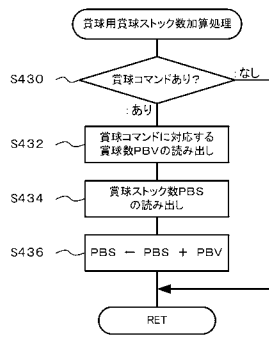 賞球用賞球ストック数加算処理
S430
賞球コマンドあり?
:なし
:あり
S432
賞球コマンドに対応する
賞球数PBVの読み出し
S434
賞球ストック数PBS
の読み出し
S436
PBS ← PBS + PBV
RET